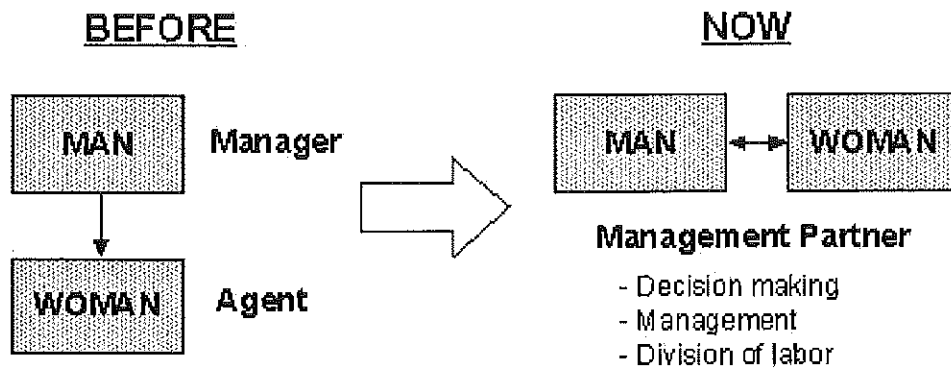 BEFORE
NOW
MAN
Manager
WOMAN
Agent
MAN
WOMAN
Management Partner
- Decision making
- Management
- Division of labor